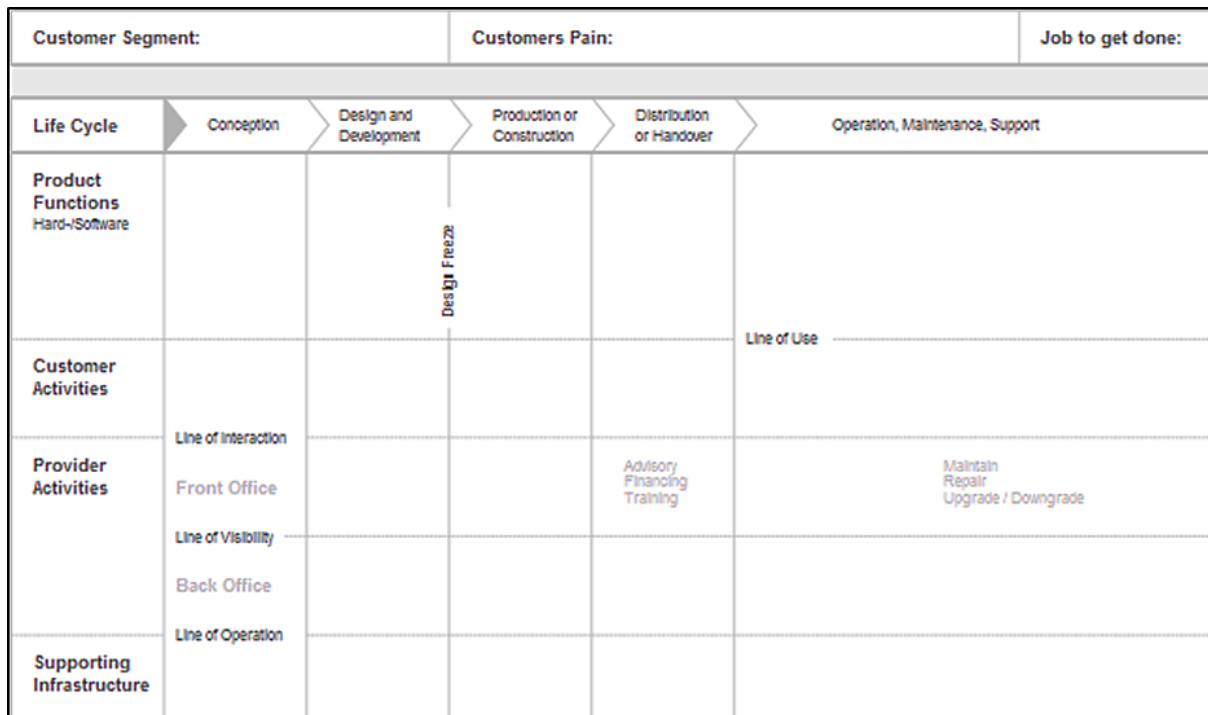 Customer Segment:
Customers Pain:
Job to get done:
Life Cycle
Conception
Design and
Development
Production or
Construction
Distribution
or Handover
Operation, Maintenance, Support
Product
Functions
Hard-/Software
Design Freeze
Line of Use
Customer
Activities
Line of Interaction
Provider
Activities
Front Office
Advisory
Financing
Training
Maintain
Repair
Upgrade / Downgrade
Line of Visibility
Back Office
Line of Operation
Supporting
Infrastructure